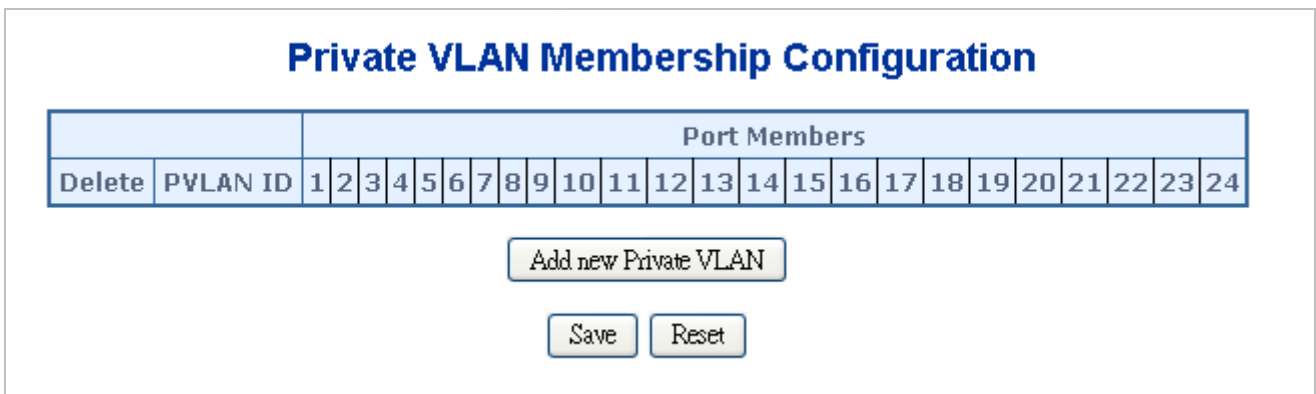 Private VLAN Membership Configuration
Port Members
Delete PVLAN ID 1 2 3 4 5 6 7 8 9 10 11 12 13 14 15 16 17 18 19 20 21 22 23 24
Add new Private VLAN
Save Reset